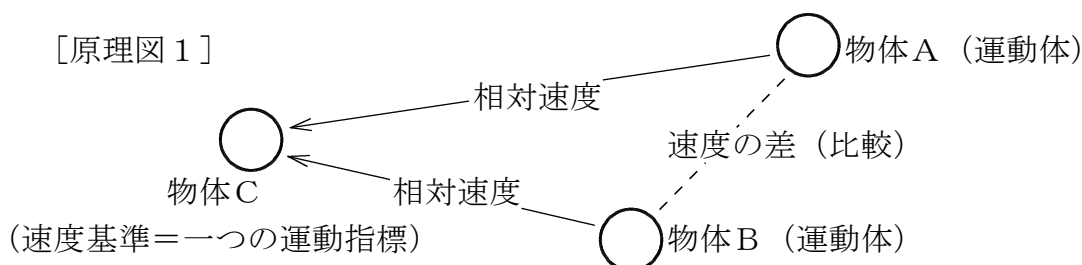 ［原理図１］
物体Ａ（運動体）
相対速度
速度の差（比較）
物体Ｃ
相対速度
（速度基準＝一つの運動指標）
物体Ｂ（運動体）